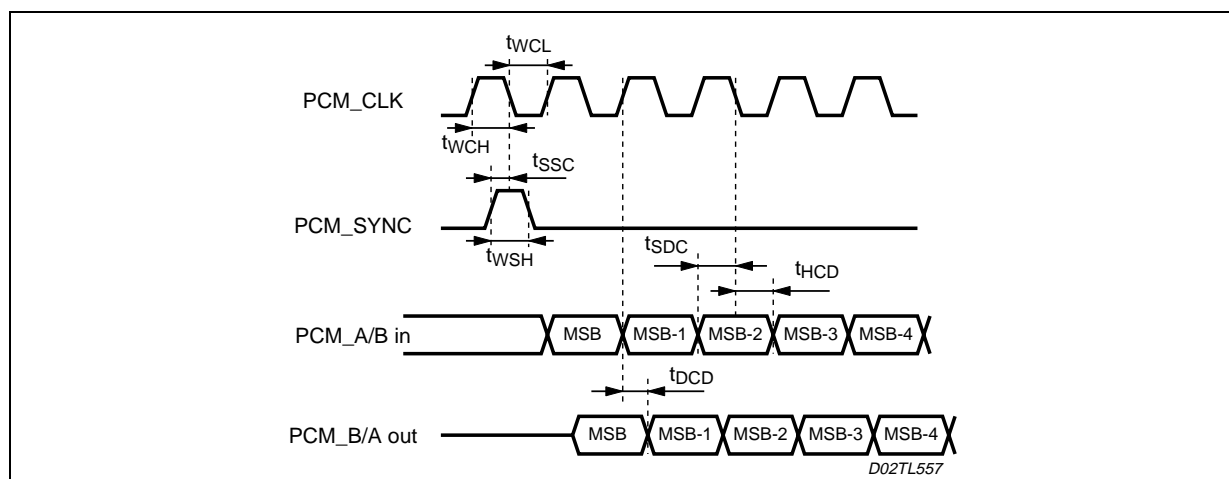 tWCL
PCM_CLK
tWCH
tSSC
PCM_SYNC
tWSH
tSDC
tHCD
PCM_A/B in
MSB MSB-1 MSB-2 MSB-3 MSB-4
tDCD
PCM_B/A out
MSB MSB-1 MSB-2 MSB-3 MSB-4
D02TL557